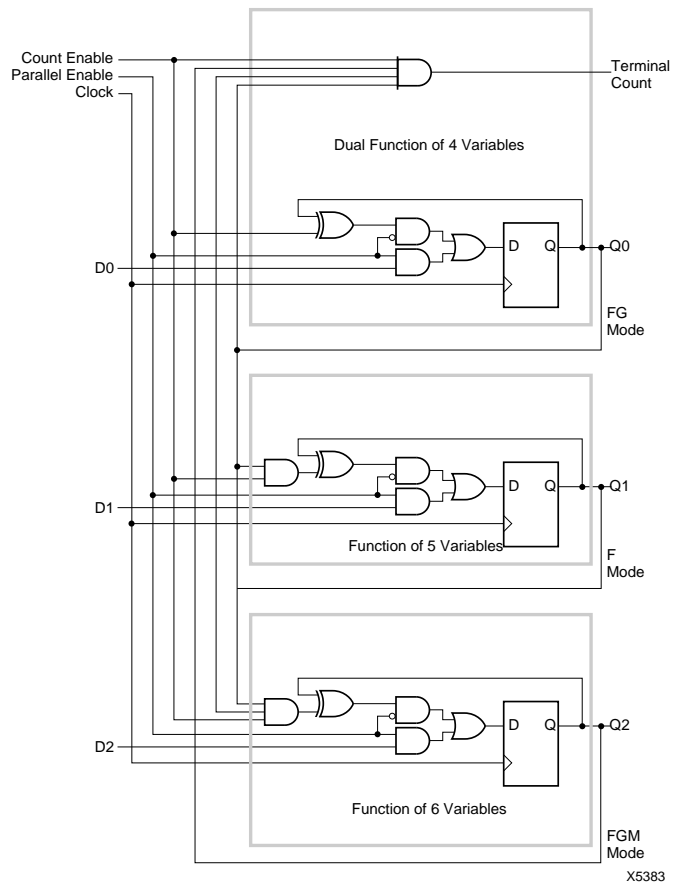 Count Enable
Parallel Enable
Clock
Terminal
Count
Dual Function of 4 Variables
D0
D Q
Q0
FG
Mode
D1
D Q
Q1
Function of 5 Variables
F
Mode
D2
D Q
Q2
Function of 6 Variables
FGM
Mode
X5383